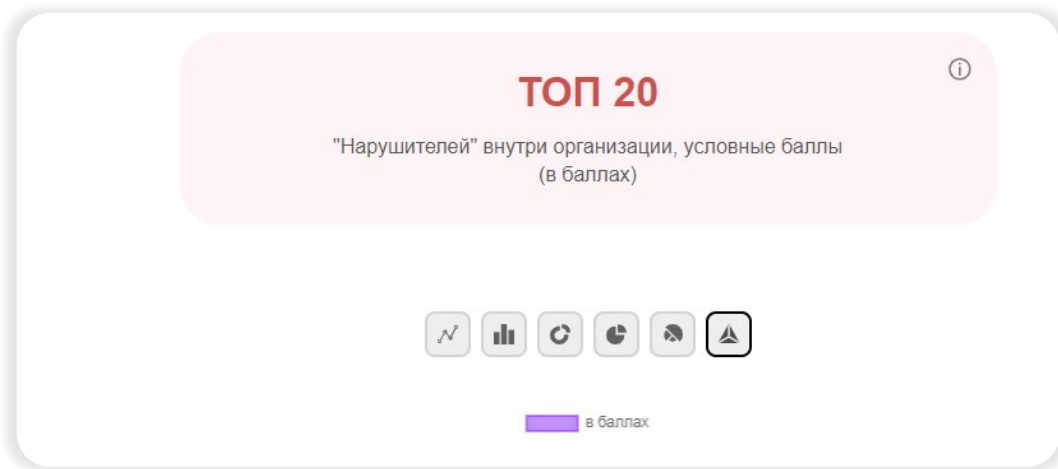 ТОП 20
"Нарушителей" внутри организации, условные баллы
(в баллах)
в баллах